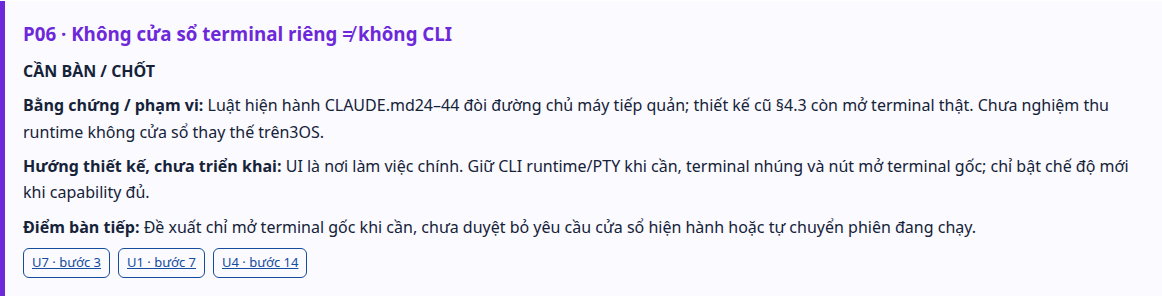 P06 · Không cửa sổ terminal riêng ≠ không CLI
CẦN BÀN / CHỐT
Bằng chứng / phạm vi: Luật hiện hành CLAUDE.md24–44 đòi đường chủ máy tiếp quản; thiết kế cũ §4.3 còn mở terminal thật. Chưa nghiệm thu
runtime không cửa sổ thay thế trên3OS.
Hướng thiết kế, chưa triển khai: UI là nơi làm việc chính. Giữ CLI runtime/PTY khi cần, terminal nhúng và nút mở terminal gốc; chỉ bật chế độ mới
khi capability đủ.
Điểm bàn tiếp: Đề xuất chỉ mở terminal gốc khi cần, chưa duyệt bỏ yêu cầu cửa sổ hiện hành hoặc tự chuyển phiên đang chạy.
U7 · bước 3 U1 · bước 7 U4 · bước 14